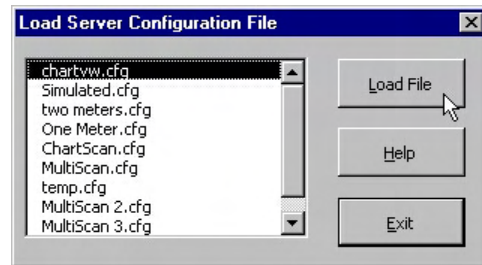 Load Server Configuration File
chartvw.cfg
Simulated.cfg
two meters.cfg
One Meter.cfg
ChartScan.cfg
MultiScan.cfg
temp.cfg
MultiScan 2.cfg
MultiScan 3.cfg
Load File
Help
Exit